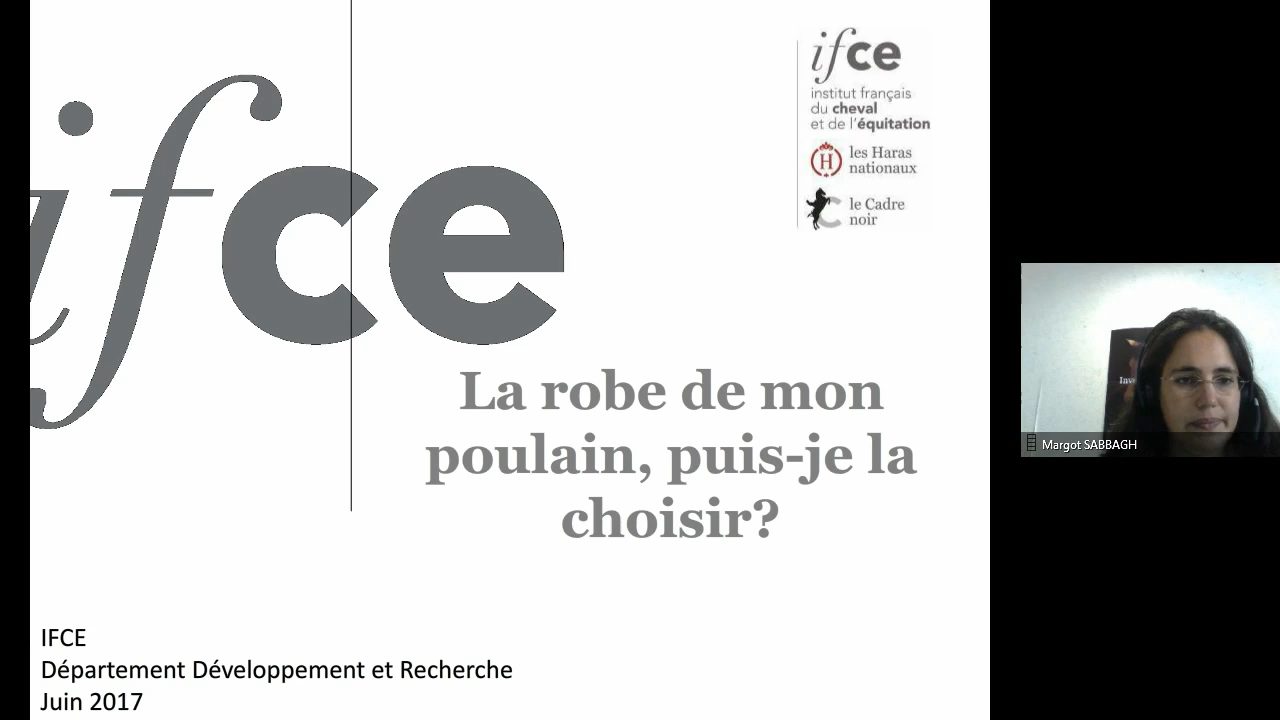 ifce
ifce
institut français
du cheval
et de l'équitation
les Haras
nationaux
le Cadre
noir
La robe de mon
poulain, puis-je la
choisir?
IFCE
Département Développement et Recherche
Juin 2017
Margot SABBAGH